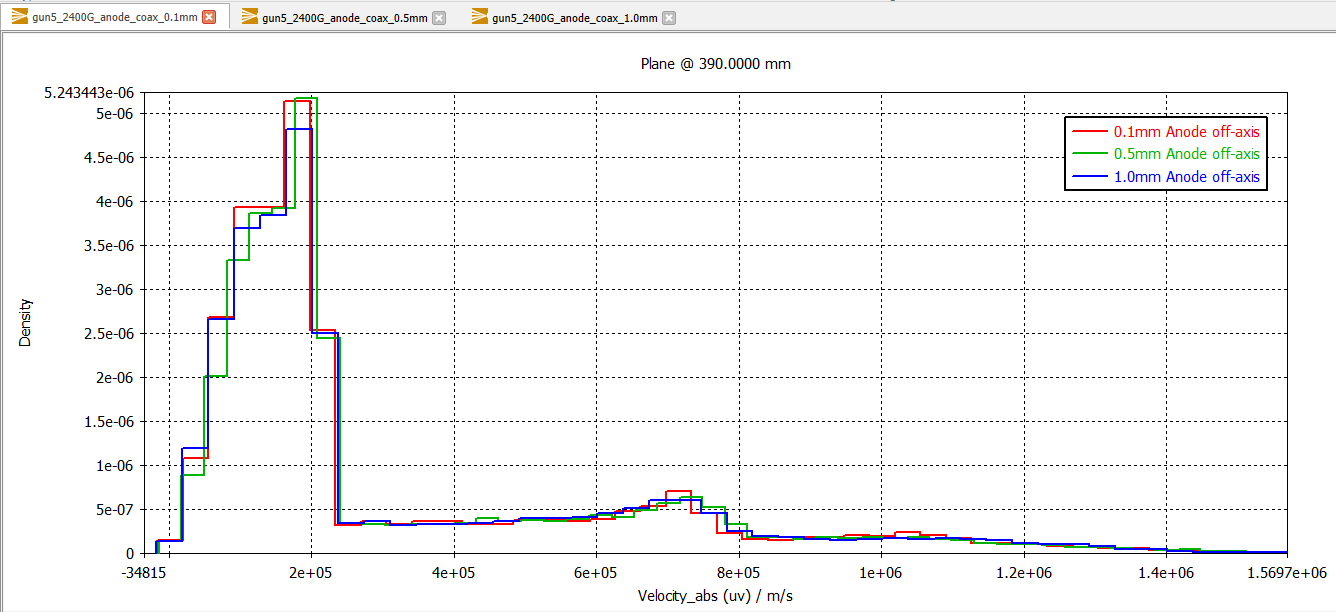 gun5_2400G_anode_coax_0.1mm gun5_2400G_anode_coax_0.5mm gun5_2400G_anode_coax_1.0mm
Plane @ 390.0000 mm
5.243443e-06
5e-06
4.5e-06
4e-06
3.5e-06
3e-06
2.5e-06
2e-06
1.5e-06
1e-06
5e-07
0
Density
0.1mm Anode off-axis
0.5mm Anode off-axis
1.0mm Anode off-axis
-34815 2e+05 4e+05 6e+05 8e+05 1e+06 1.2e+06 1.4e+06 1.5697e+06
Velocity_abs (uv) / m/s